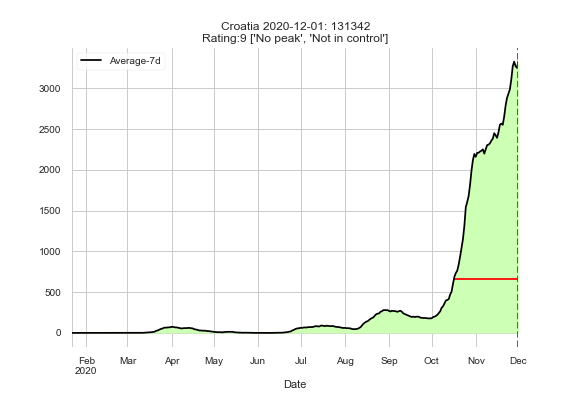 Croatia 2020-12-01: 131342
Rating:9 ['No peak', 'Not in control']
Average-7d
3000
2500
2000
1500
1000
500
0
Feb Mar Apr May Jun Jul Aug Sep Oct Nov Dec
2020
Date